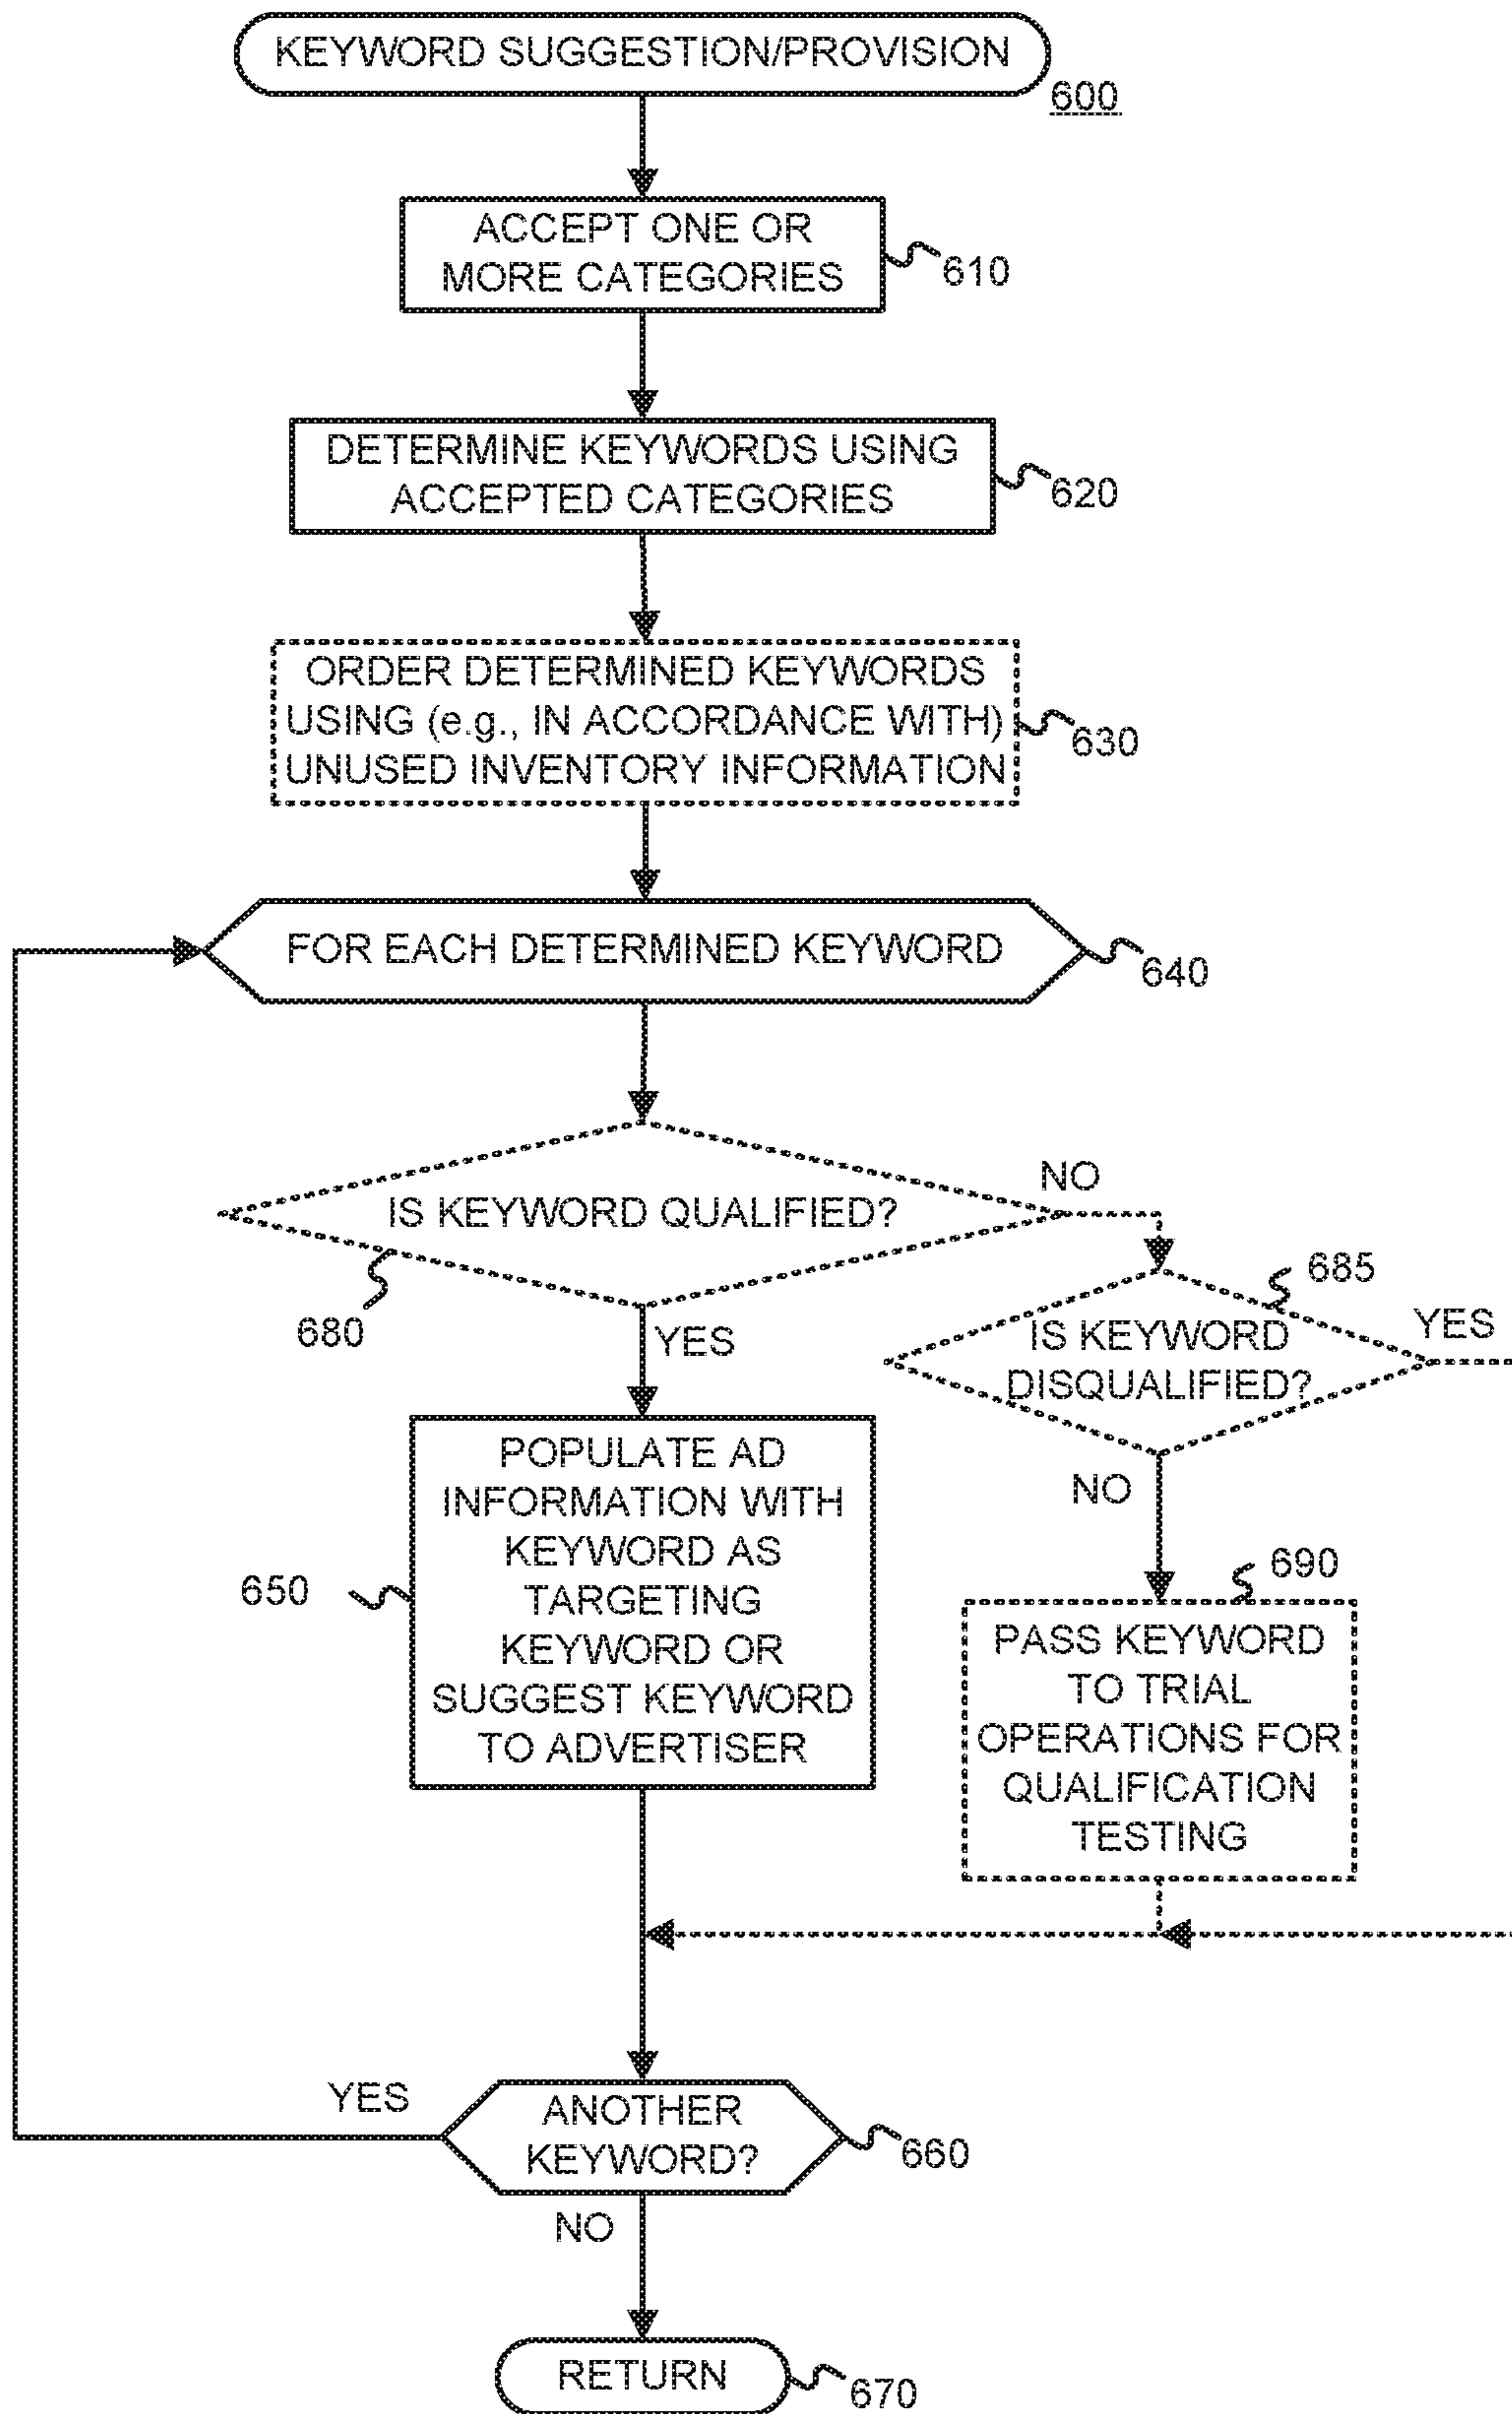 KEYWORD SUGGESTION/PROVISION
600
ACCEPT ONE OR
MORE CATEGORIES
610
DETERMINE KEYWORDS USING
ACCEPTED CATEGORIES
620
ORDER DETERMINED KEYWORDS
USING (e.g., IN ACCORDANCE WITH)
UNUSED INVENTORY INFORMATION
630
FOR EACH DETERMINED KEYWORD
640
IS KEYWORD QUALIFIED?
NO
680
YES
685
IS KEYWORD
DISQUALIFIED?
YES
NO
POPULATE AD
INFORMATION WITH
KEYWORD AS
TARGETING
KEYWORD OR
SUGGEST KEYWORD
TO ADVERTISER
650
690
PASS KEYWORD
TO TRIAL
OPERATIONS FOR
QUALIFICATION
TESTING
YES
ANOTHER
KEYWORD?
660
NO
RETURN
670